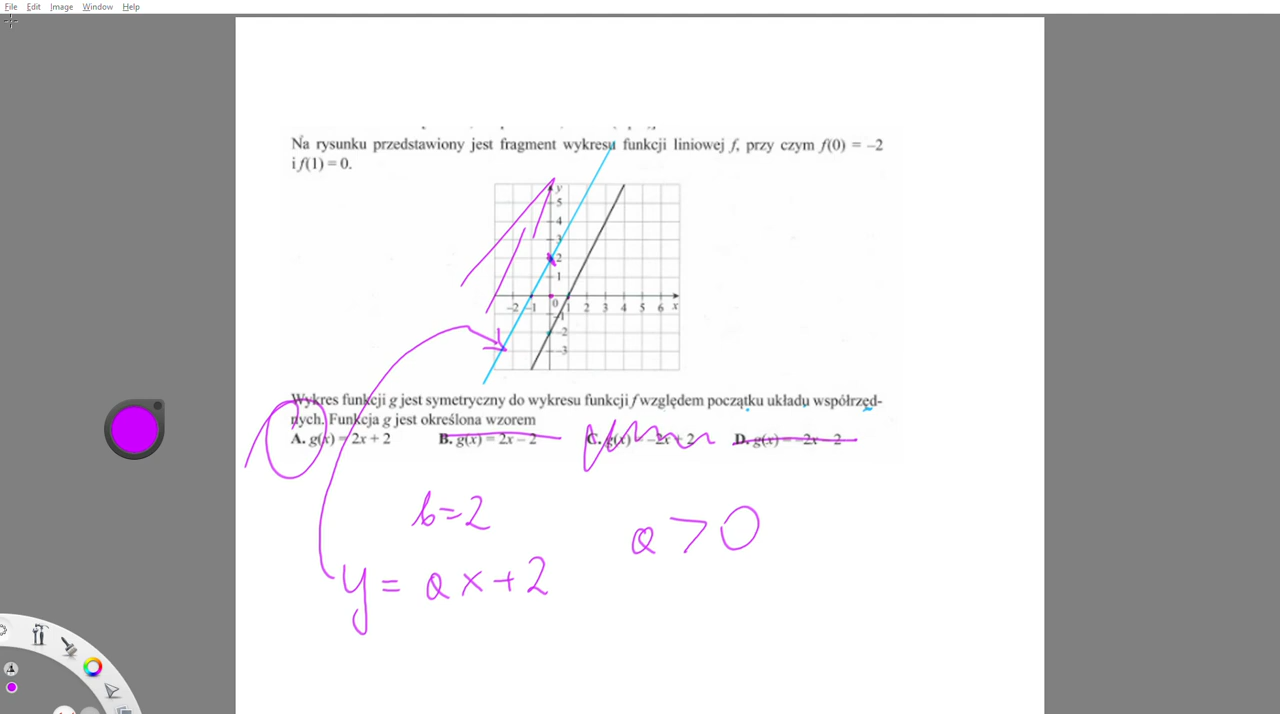 File Edit Image Window Help
Na rysunku przedstawiony jest fragment wykresu funkcji liniowej f, przy czym f(0) = −2
i f(1) = 0.
y
5
4
3
2
1
−2 −1 0 1 2 3 4 5 6 x
−1
−2
−3
Wykres funkcji g jest symetryczny do wykresu funkcji f względem początku układu współrzęd-
nych. Funkcja g jest określona wzorem
A. g(x) = 2x + 2 B. g(x) = 2x − 2 C. g(x) = −2x + 2 D. g(x) = −2x − 2
b=2
a > 0
y = ax+2